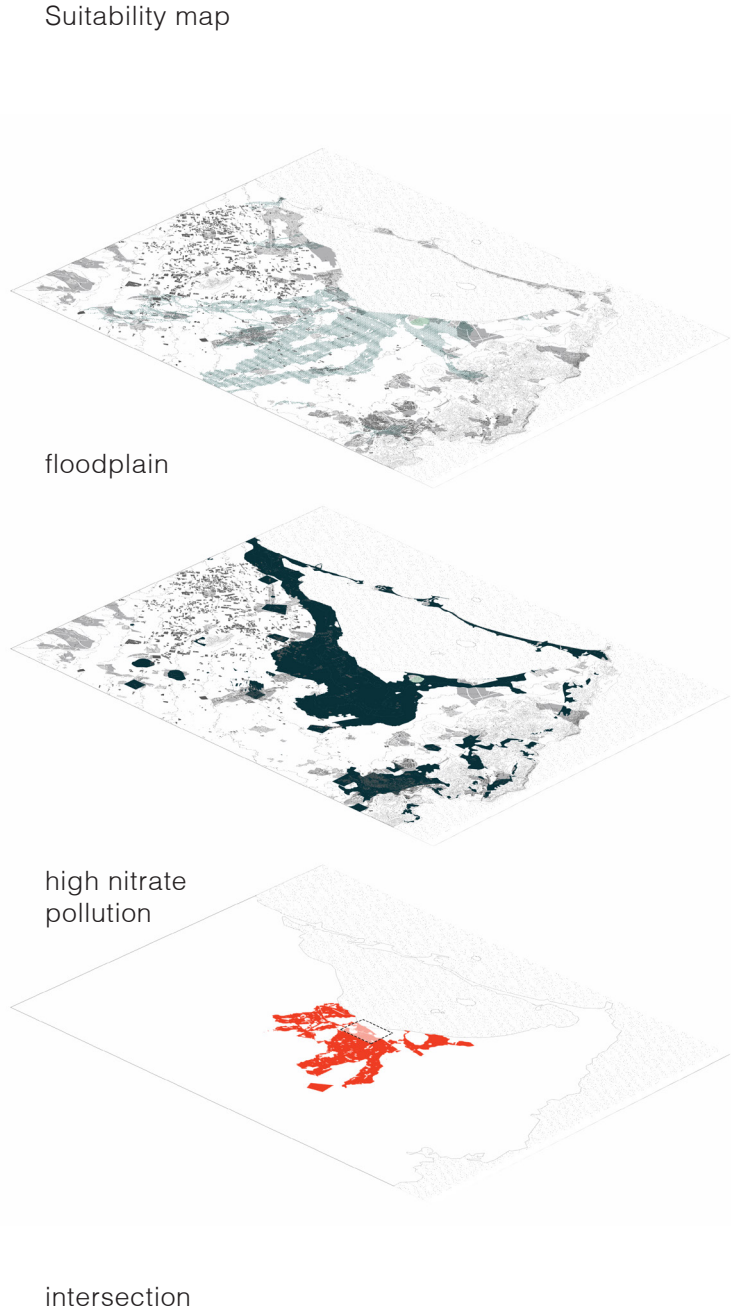 Suitability map
floodplain
high nitrate
pollution
intersection